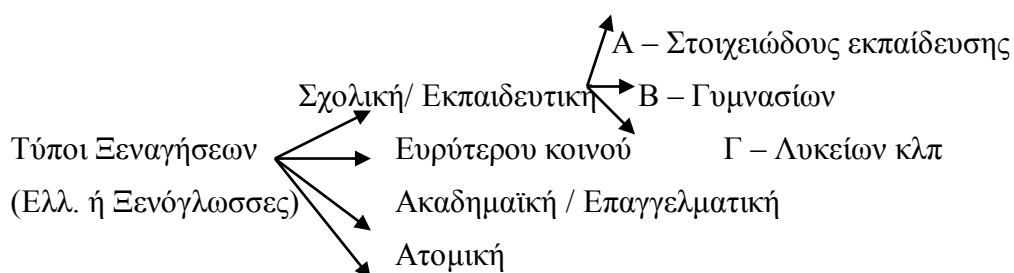 Α – Στοιχειώδους εκπαίδευσης
Σχολική/ Εκπαιδευτική Β – Γυμνασίων
Τύποι Ξεναγήσεων Ευρύτερου κοινού Γ – Λυκείων κλπ
(Ελλ. ή Ξενόγλωσσες) Ακαδημαϊκή / Επαγγελματική
Ατομική